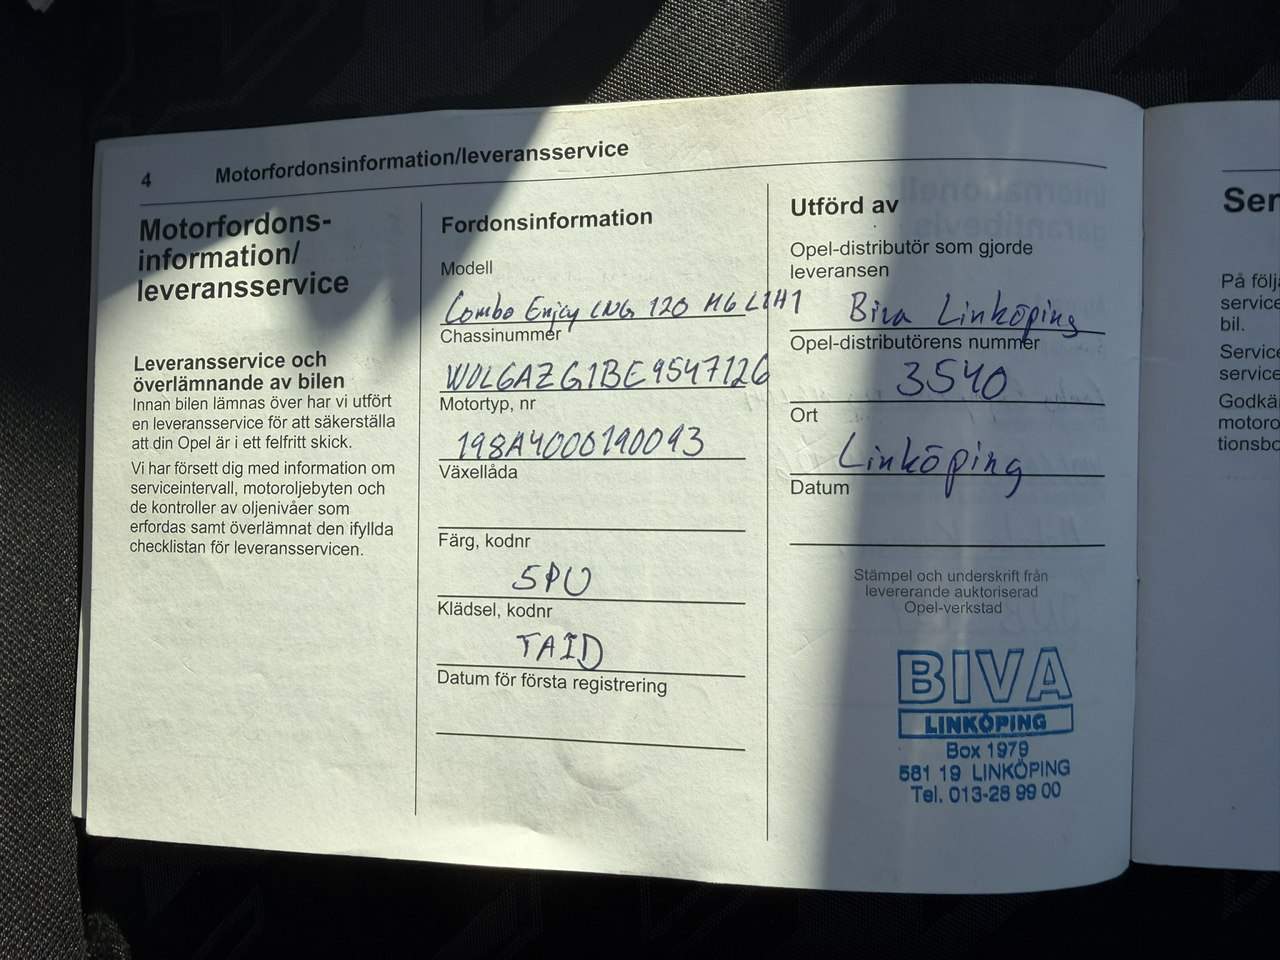 4 Motorfordonsinformation/leveransservice
Motorfordons-
information/
leveransservice
Leveransservice och
överlämnande av bilen
Innan bilen lämnas över har vi utfört
en leveransservice för att säkerställa
att din Opel är i ett felfritt skick.
Vi har försett dig med information om
serviceintervall, motoroljebyten och
de kontroller av oljenivåer som
erfordas samt överlämnat den ifyllda
checklistan för leveransservicen.
Fordonsinformation
Modell
Combo Enjoy CNG 120 M6 L1H1
Chassinummer
W0L6AZG1BE9547126
Motortyp, nr
198A4000190093
Växellåda
Färg, kodnr
5PU
Klädsel, kodnr
TAID
Datum för första registrering
Utförd av
Opel-distributör som gjorde
leveransen
Biva Linköping
Opel-distributörens nummer
3540
Ort
Linköping
Datum
Stämpel och underskrift från
levererande auktoriserad
Opel-verkstad
BIVA
LINKÖPING
Box 1979
581 19 LINKÖPING
Tel. 013-28 99 00
Ser
På följ
service
bil.
Service
service
Godkä
motoro
tionsbo